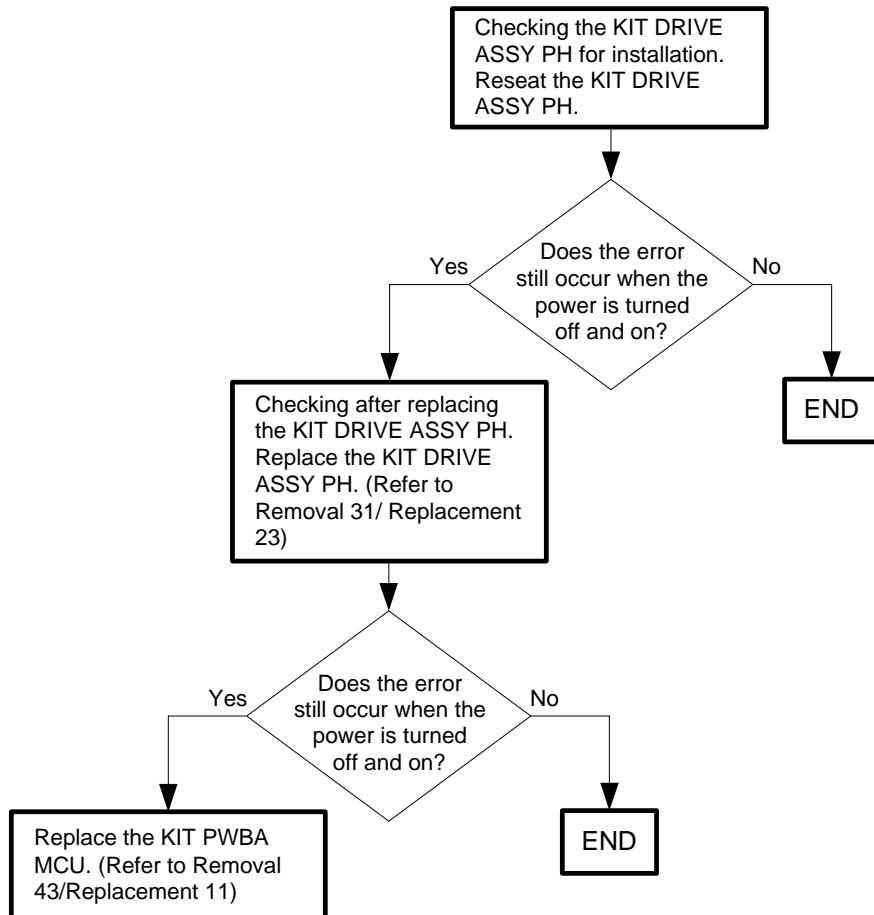 Checking the KIT DRIVE
ASSY PH for installation.
Reseat the KIT DRIVE
ASSY PH.
Does the error
still occur when the
power is turned
off and on?
Yes
No
END
Checking after replacing
the KIT DRIVE ASSY PH.
Replace the KIT DRIVE
ASSY PH. (Refer to
Removal 31/ Replacement
23)
Does the error
still occur when the
power is turned
off and on?
Yes
No
END
Replace the KIT PWBA
MCU. (Refer to Removal
43/Replacement 11)